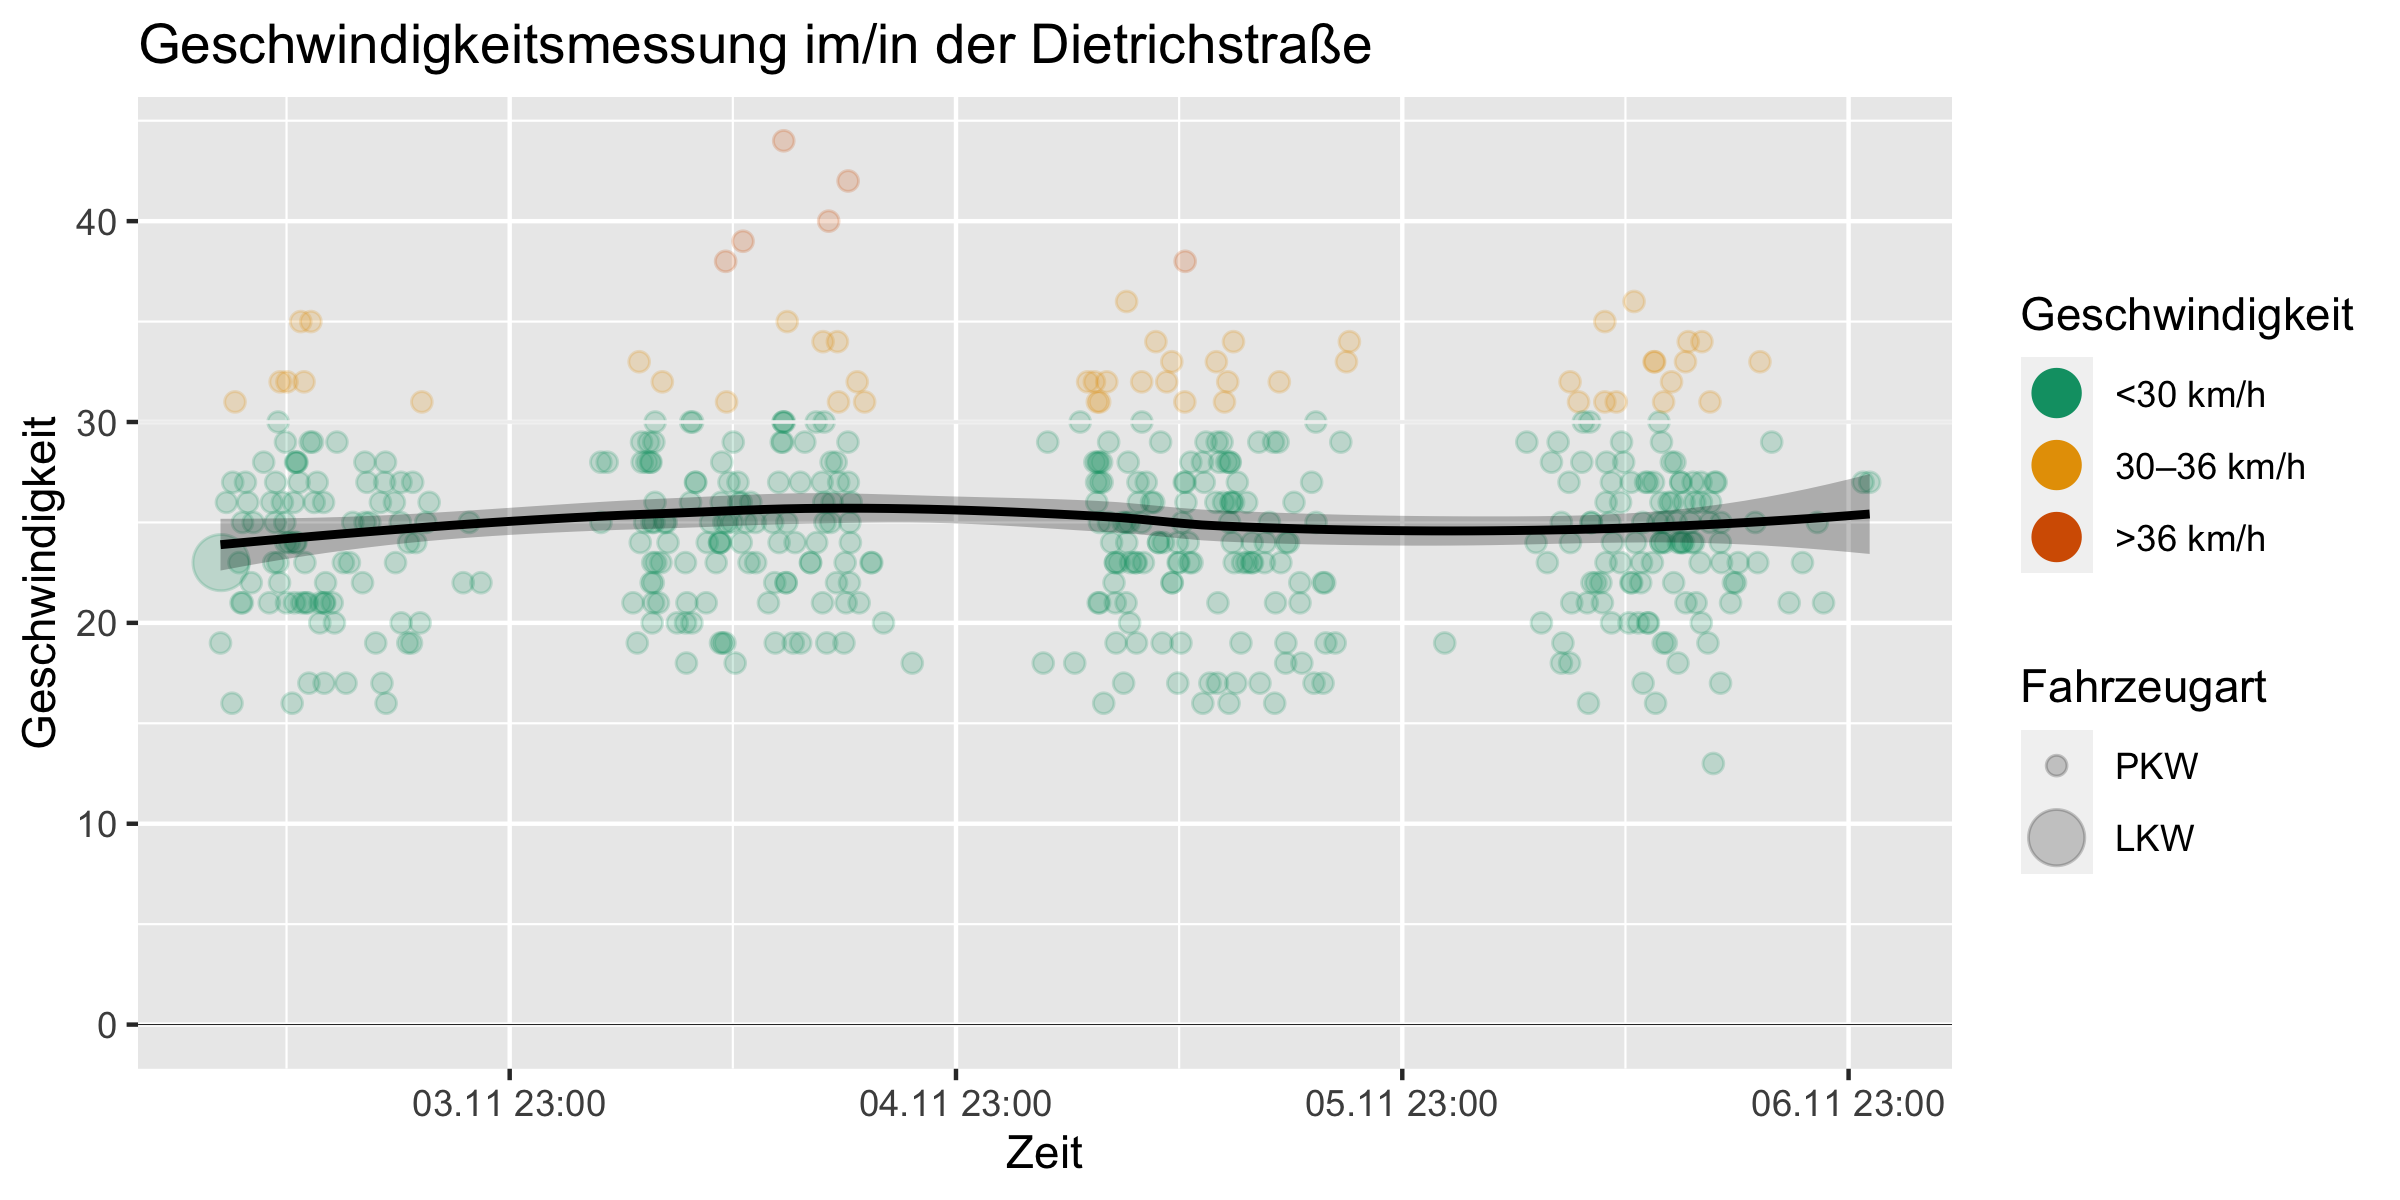 Geschwindigkeitsmessung im/in der Dietrichstraße
Geschwindigkeit
40
30
20
10
0
03.11 23:00
04.11 23:00
05.11 23:00
06.11 23:00
Zeit
Geschwindigkeit
<30 km/h
30–36 km/h
>36 km/h
Fahrzeugart
PKW
LKW